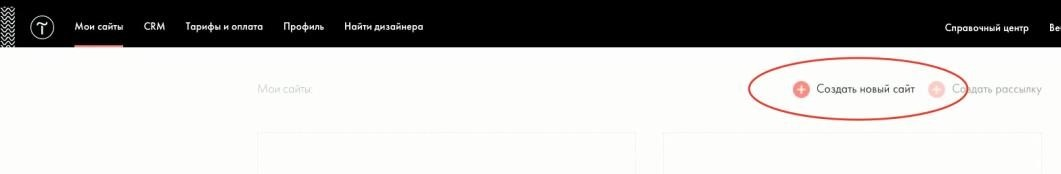 Мои сайты CRM Тарифы и оплата Профиль Найти дизайнера Справочный центр
Мои сайты: Создать новый сайт Создать рассылку